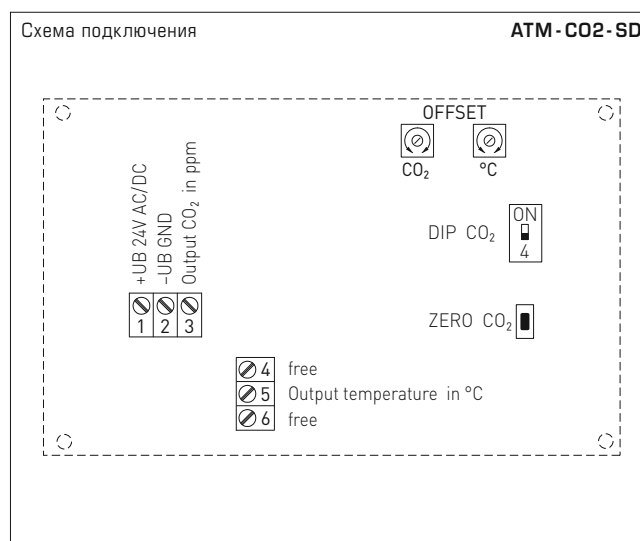 Схема подключения ATM-CO2-SD
OFFSET
CO₂ °C
+UB 24V AC/DC
–UB GND
Output CO₂ in ppm
ON
DIP CO₂
4
1 2 3
ZERO CO₂
4 free
5 Output temperature in °C
6 free